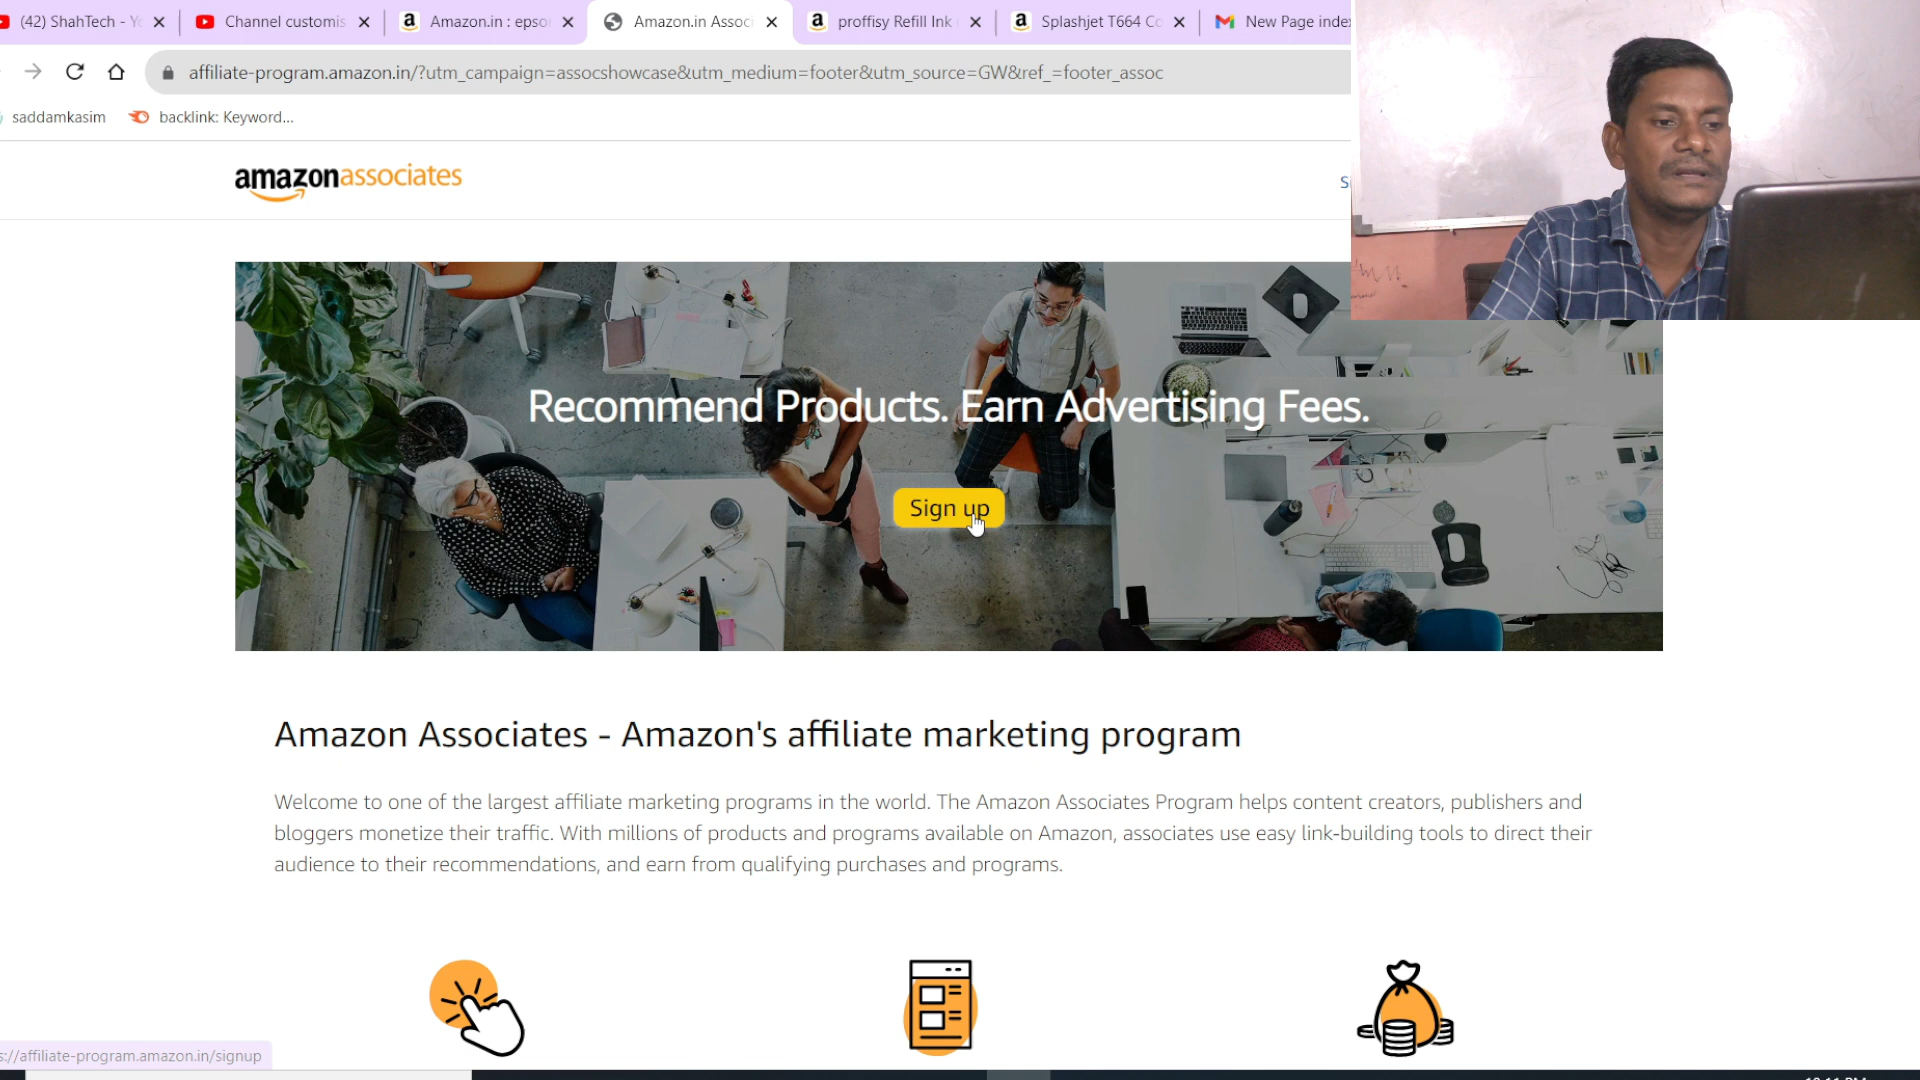 (42) ShahTech - Yo
Channel customis
Amazon.in : epso
Amazon.in Assoc
proffisy Refill Ink
Splashjet T664 Co
New Page index
affiliate-program.amazon.in/?utm_campaign=assocshowcase&utm_medium=footer&utm_source=GW&ref_=footer_assoc
saddamkasim
backlink: Keyword...
amazonassociates
Recommend Products. Earn Advertising Fees.
Sign up
Amazon Associates - Amazon's affiliate marketing program
Welcome to one of the largest affiliate marketing programs in the world. The Amazon Associates Program helps content creators, publishers and
bloggers monetize their traffic. With millions of products and programs available on Amazon, associates use easy link-building tools to direct their
audience to their recommendations, and earn from qualifying purchases and programs.
s://affiliate-program.amazon.in/signup